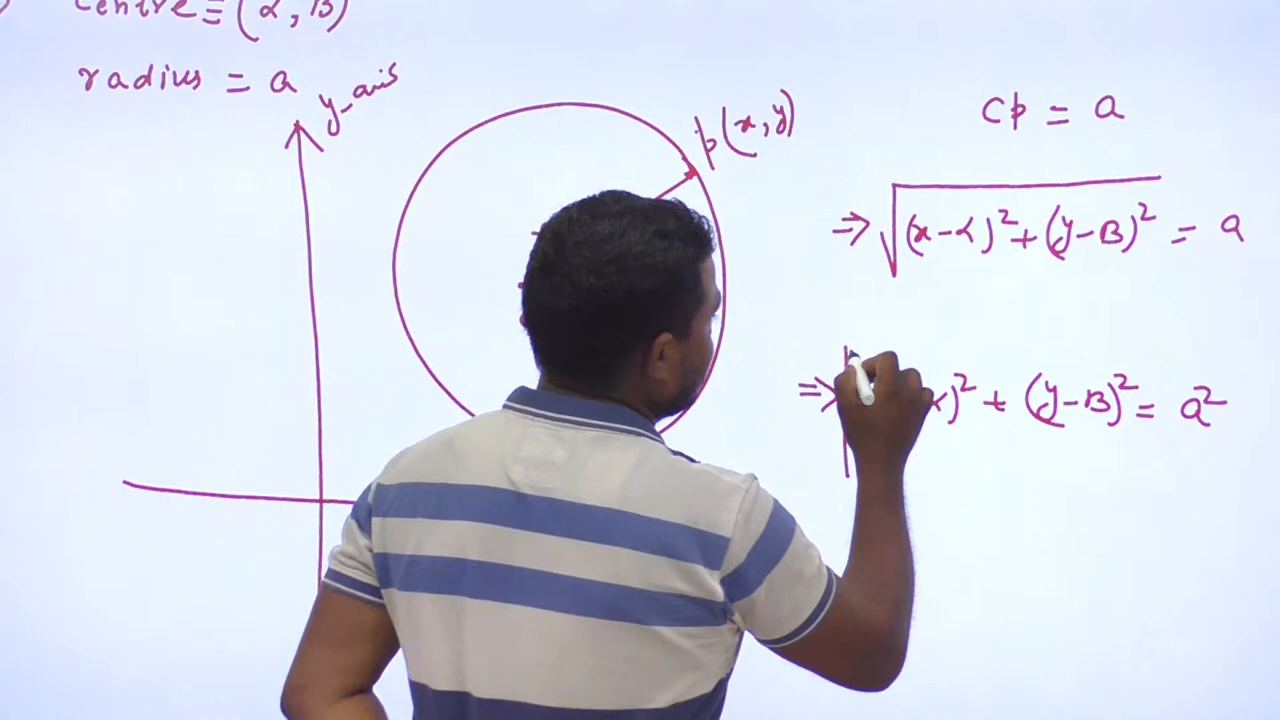 centre ≡ (α, β)
radius = a
y-axis
p(x, y)
cp = a
⇒ √(x-α)²+(y-β)² = a
⇒ α)² + (y-β)² = a²